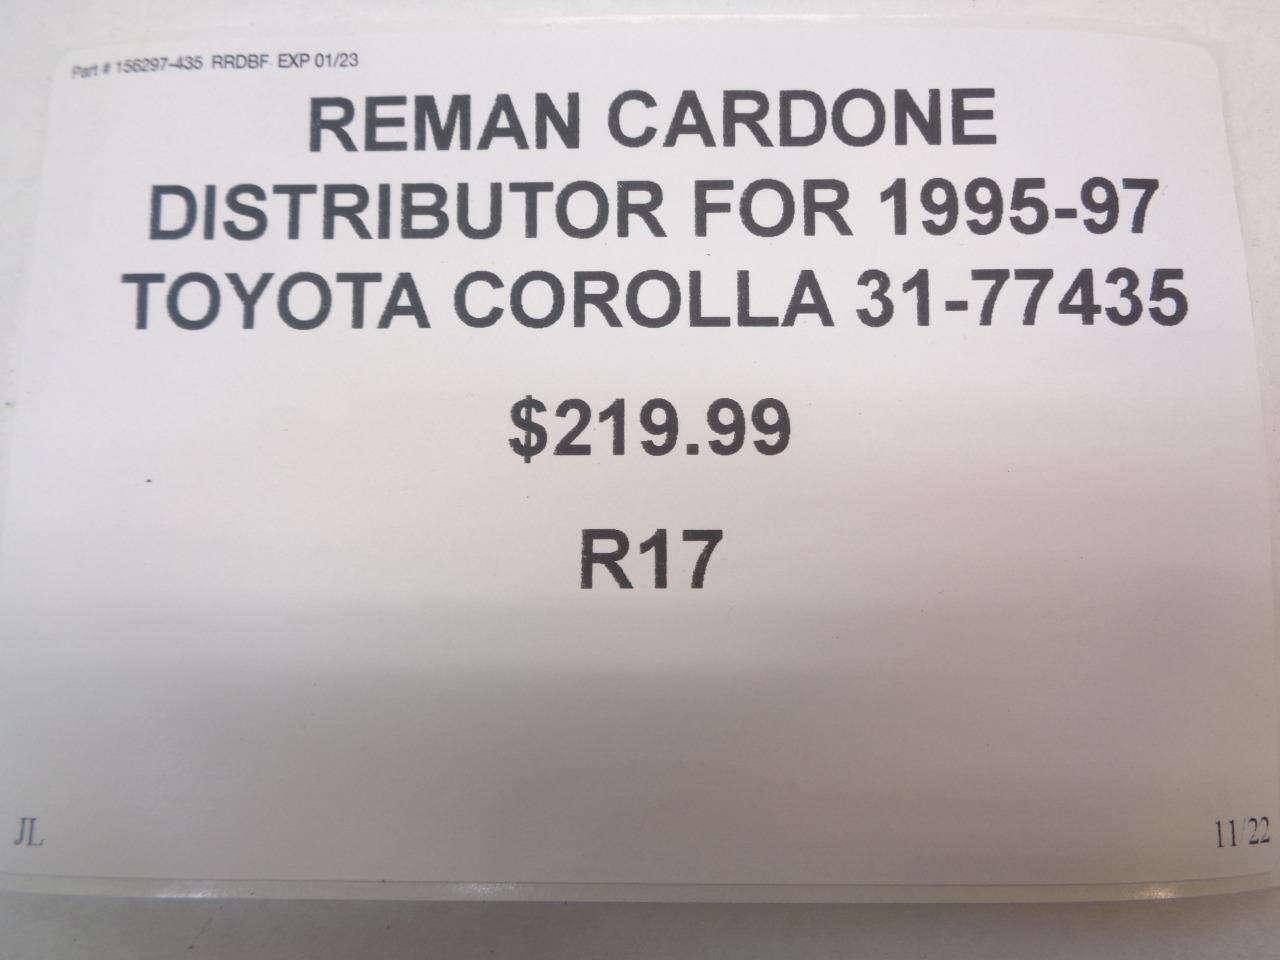 Part # 156297-435 RRDBF EXP 01/23
REMAN CARDONE
DISTRIBUTOR FOR 1995-97
TOYOTA COROLLA 31-77435
$219.99
R17
JL 11/22